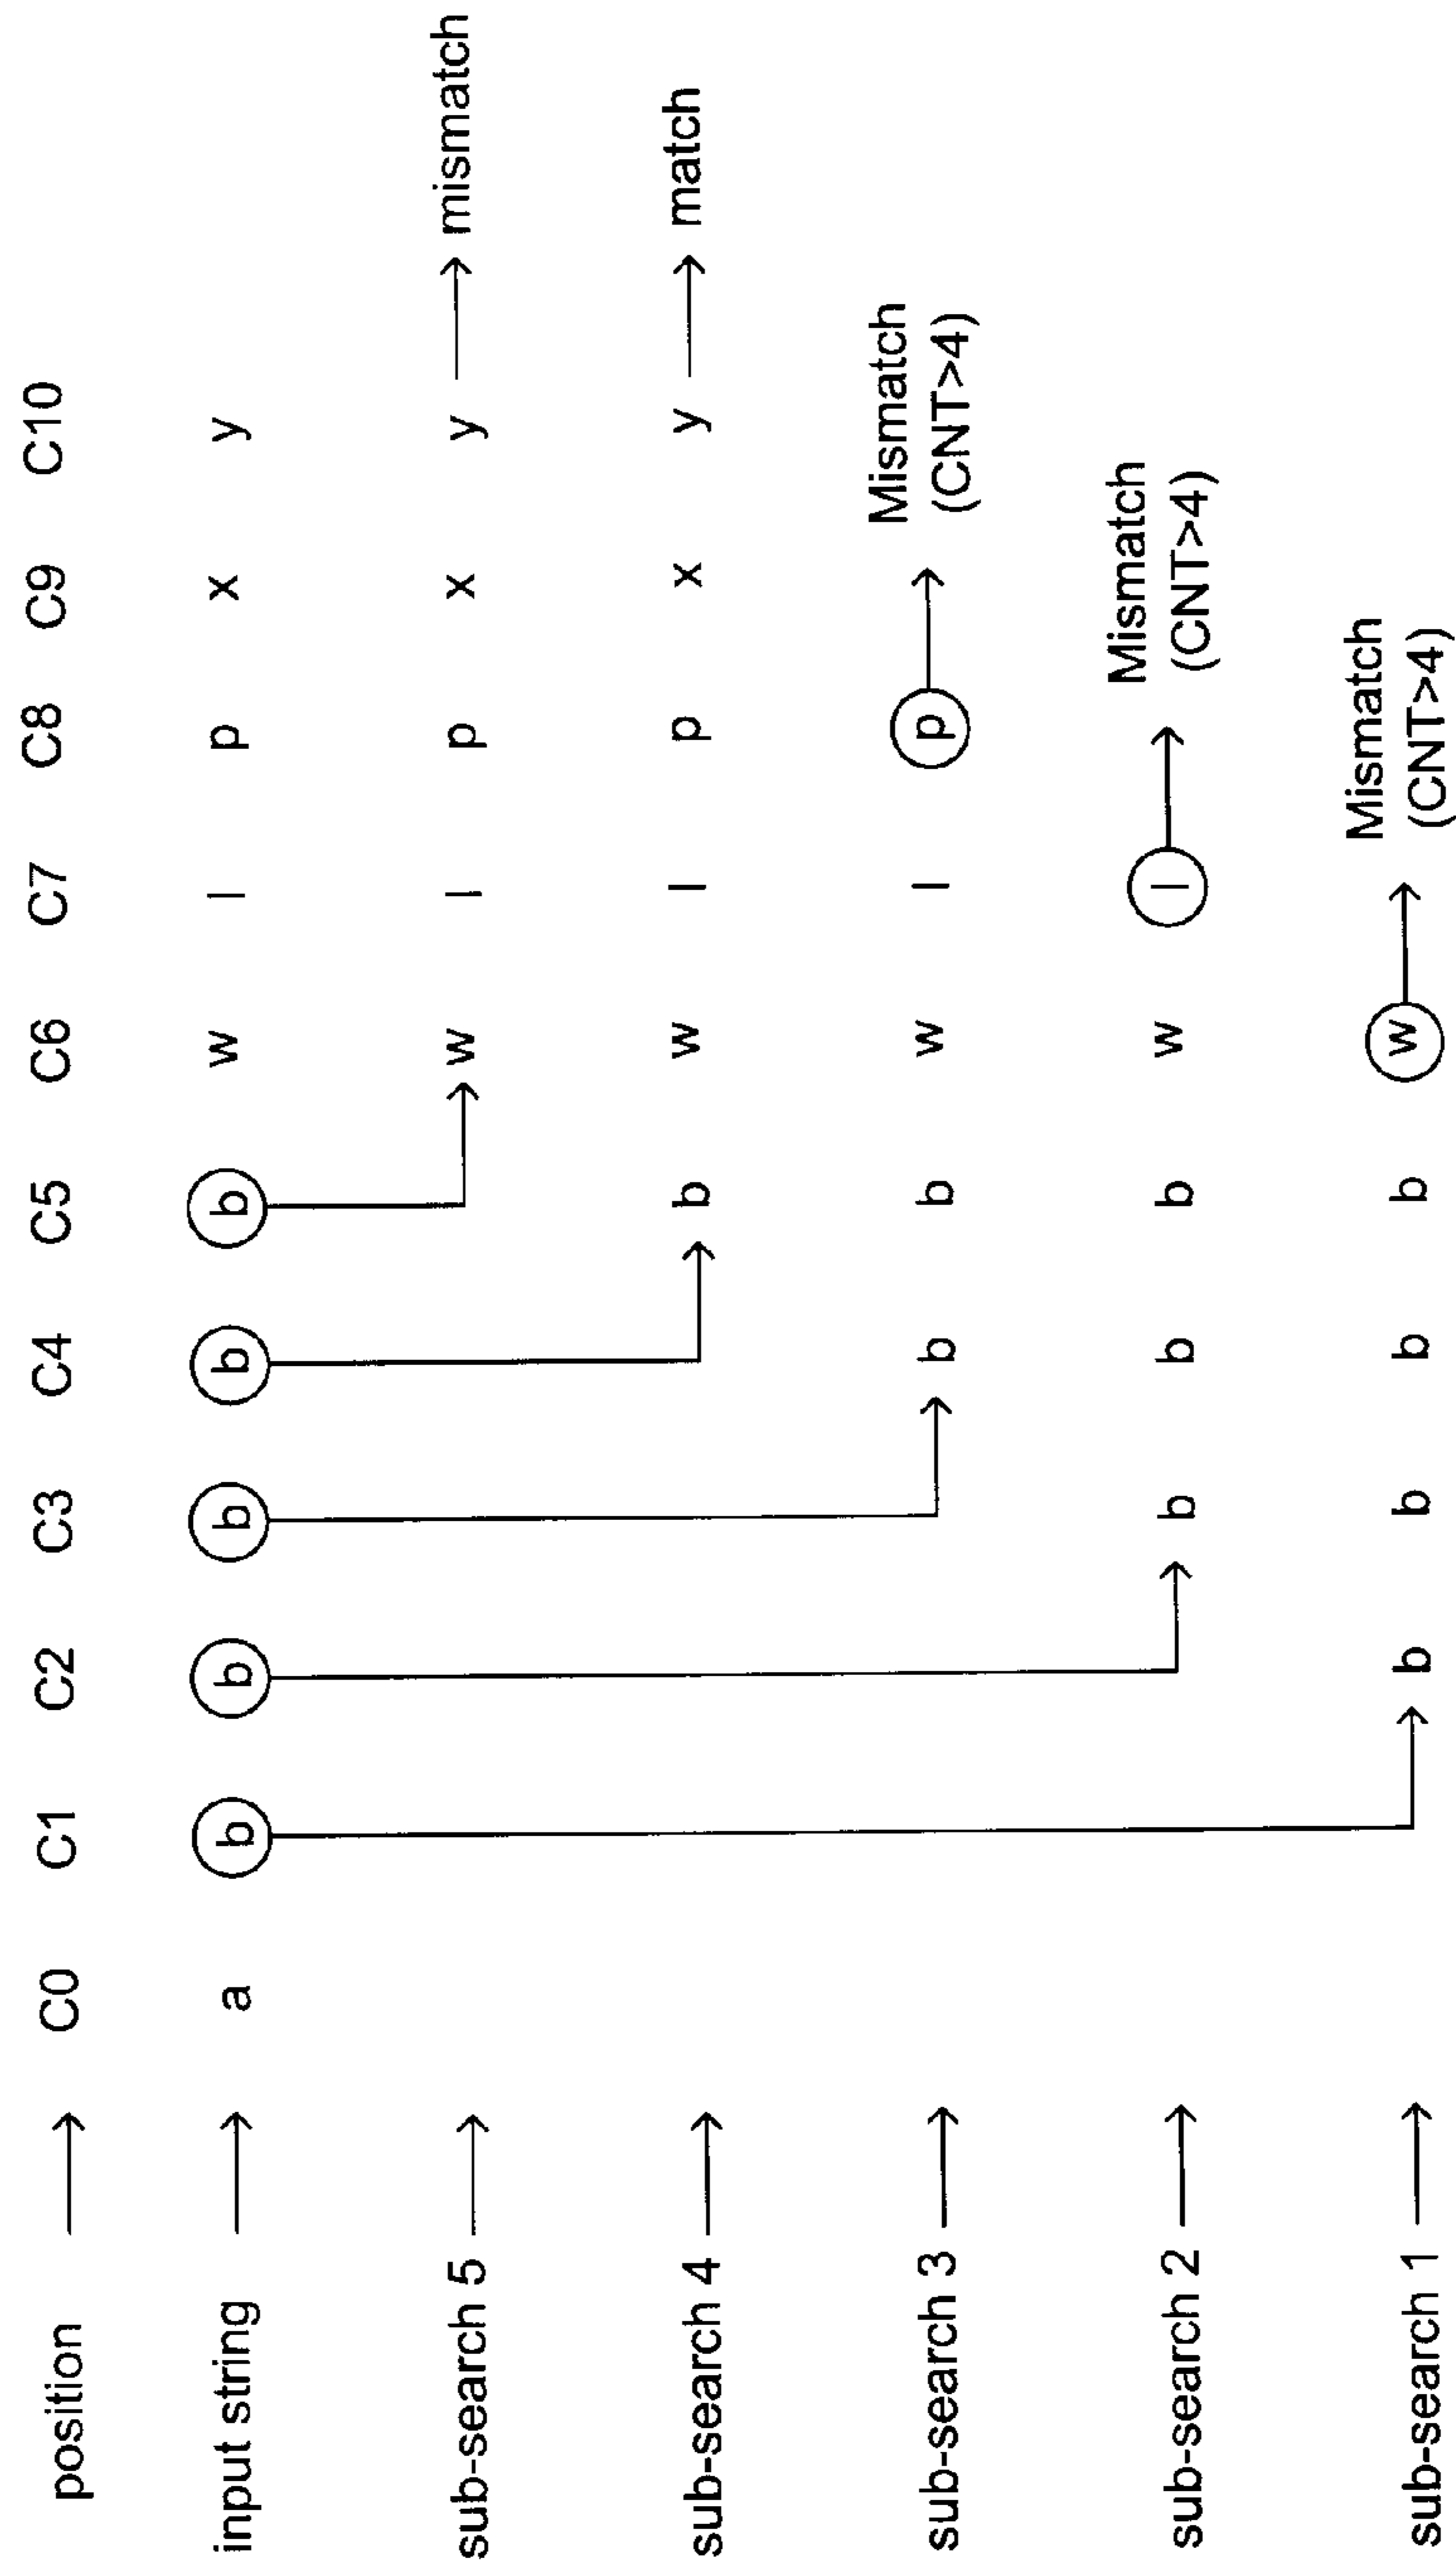 position → C0 C1 C2 C3 C4 C5 C6 C7 C8 C9 C10
input string → a b b b b b w l p x y
sub-search 5 → w l p x y → mismatch
sub-search 4 → b w l p x y → match
sub-search 3 → b b w l p → Mismatch
(CNT>4)
sub-search 2 → b b b w l → Mismatch
(CNT>4)
sub-search 1 → b b b b w → Mismatch
(CNT>4)